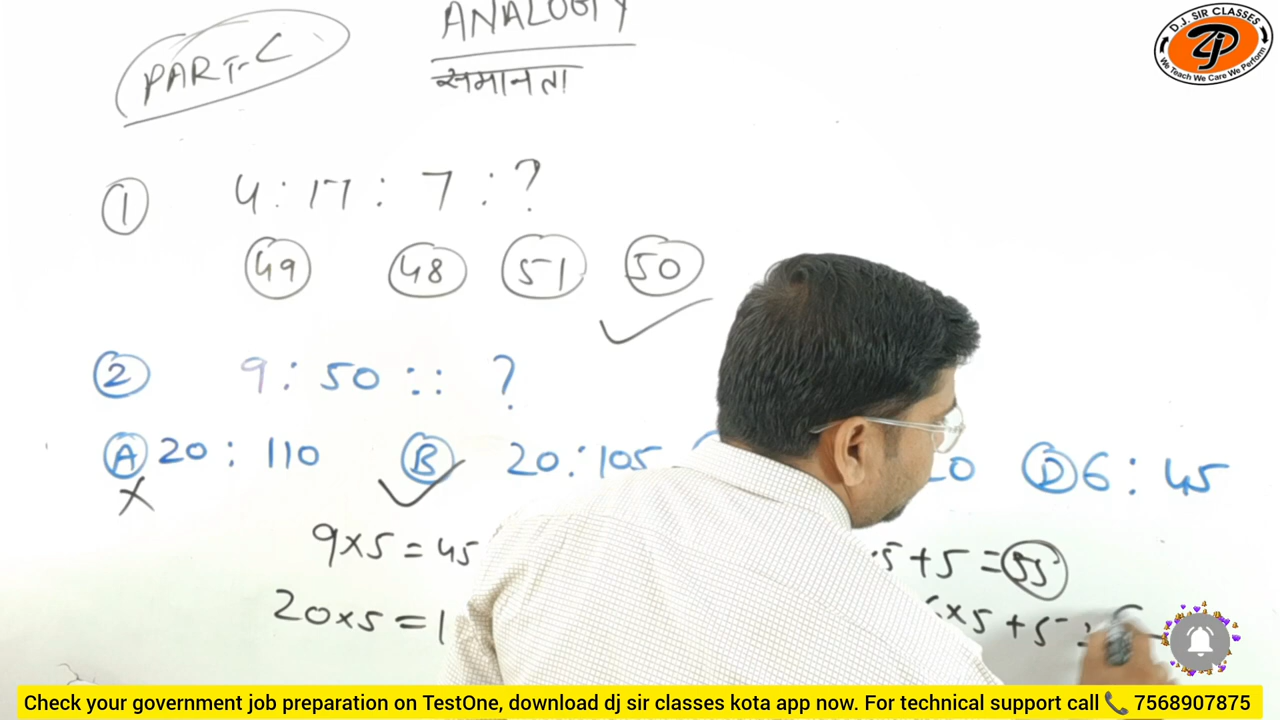 PART-C
ANALOGY
समानता
D.J. SIR CLASSES
Dj
We Teach We Care We Perform
① 4 : 17 : 7 : ?
49 48 51 50
② 9 : 50 :: ?
A 20 : 110 B 20 : 105 D 6 : 45
9×5 = 45
5+5 = 55
20×5 = 1
×5 + 5 =
Check your government job preparation on TestOne, download dj sir classes kota app now. For technical support call 7568907875